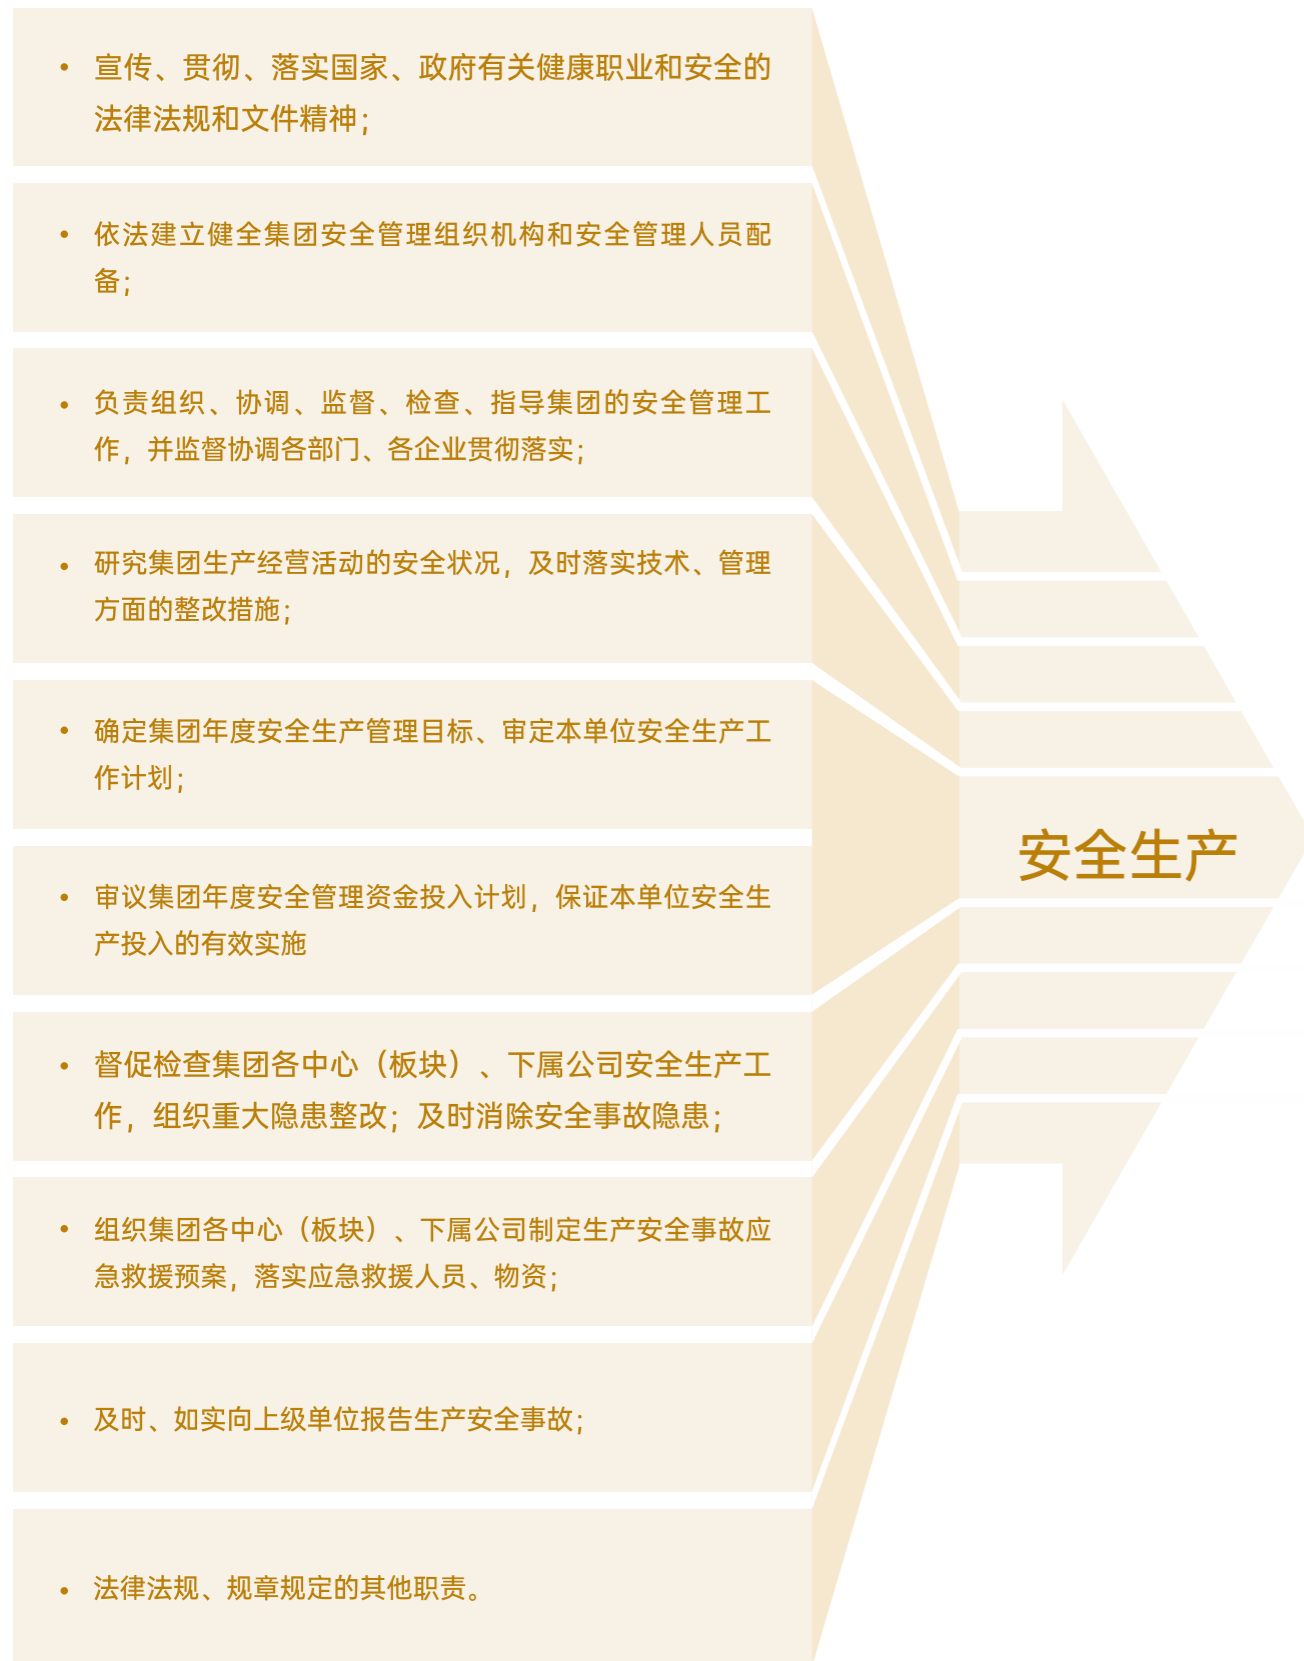 • 宣传、贯彻、落实国家、政府有关健康职业和安全的
法律法规和文件精神；
• 依法建立健全集团安全管理组织机构和安全管理人员配
备；
• 负责组织、协调、监督、检查、指导集团的安全管理工
作，并监督协调各部门、各企业贯彻落实；
• 研究集团生产经营活动的安全状况，及时落实技术、管理
方面的整改措施；
• 确定集团年度安全生产管理目标、审定本单位安全生产工
作计划；
• 审议集团年度安全管理资金投入计划，保证本单位安全生
产投入的有效实施
• 督促检查集团各中心（板块）、下属公司安全生产工
作，组织重大隐患整改；及时消除安全事故隐患；
• 组织集团各中心（板块）、下属公司制定生产安全事故应
急救援预案，落实应急救援人员、物资；
• 及时、如实向上级单位报告生产安全事故；
• 法律法规、规章规定的其他职责。
安全生产